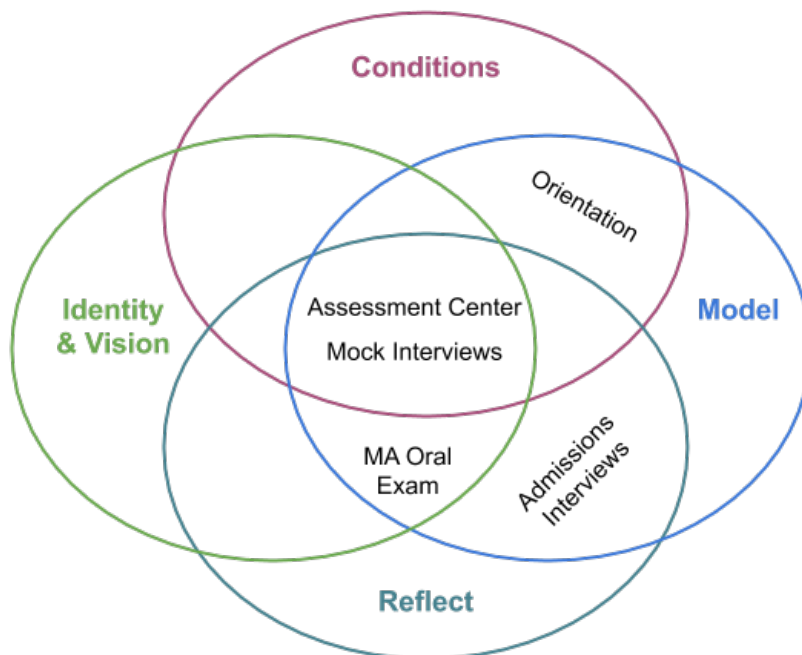 Conditions
Orientation
Identity
& Vision
Assessment Center
Mock Interviews
Model
MA Oral
Exam
Admissions
Interviews
Reflect